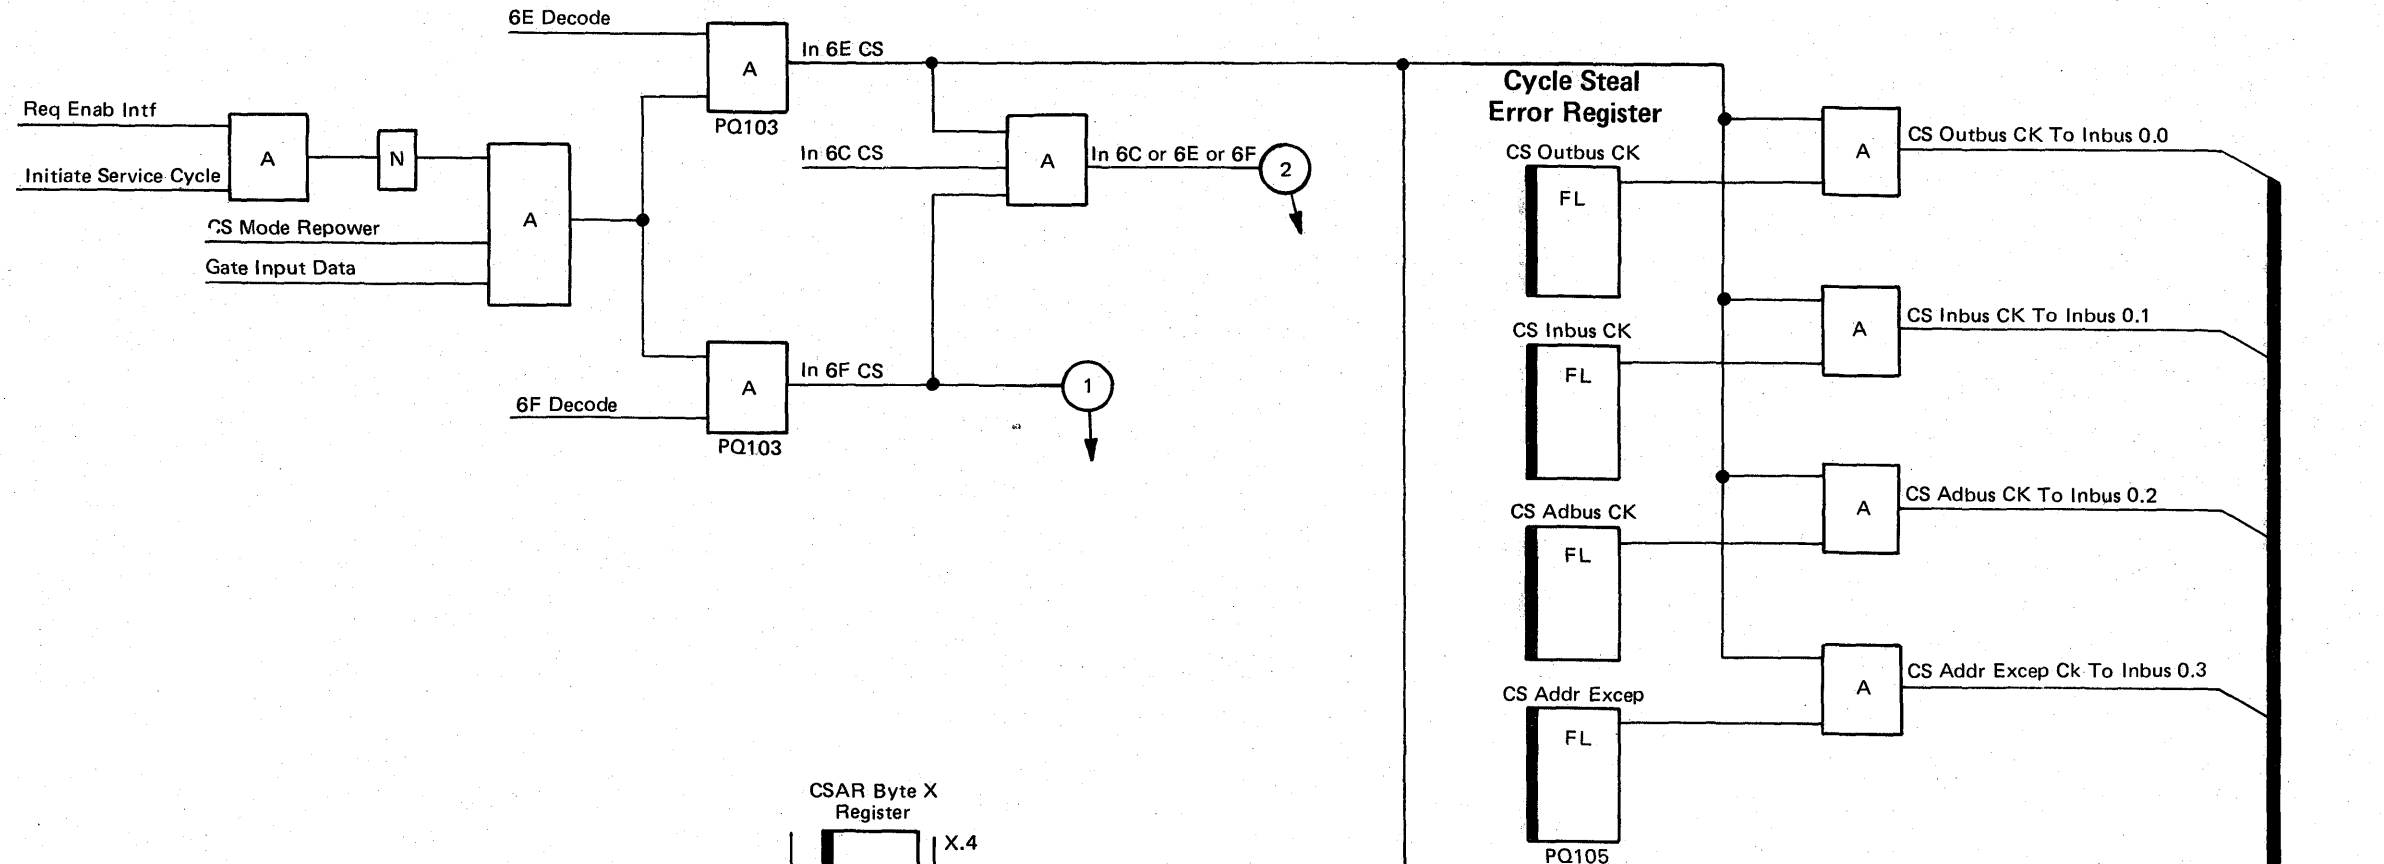 6E Decode
A
PQ103
In 6E CS
Req Enab Intf
Initiate Service Cycle
A
N
CS Mode Repower
Gate Input Data
A
In 6C CS
A
In 6C or 6E or 6F
2
6F Decode
A
PQ103
In 6F CS
1
Cycle Steal
Error Register
CS Outbus CK
FL
A
CS Outbus CK To Inbus 0.0
CS Inbus CK
FL
A
CS Inbus CK To Inbus 0.1
CS Adbus CK
FL
A
CS Adbus CK To Inbus 0.2
CS Addr Excep
FL
PQ105
A
CS Addr Excep Ck To Inbus 0.3
CSAR Byte X
Register
X.4